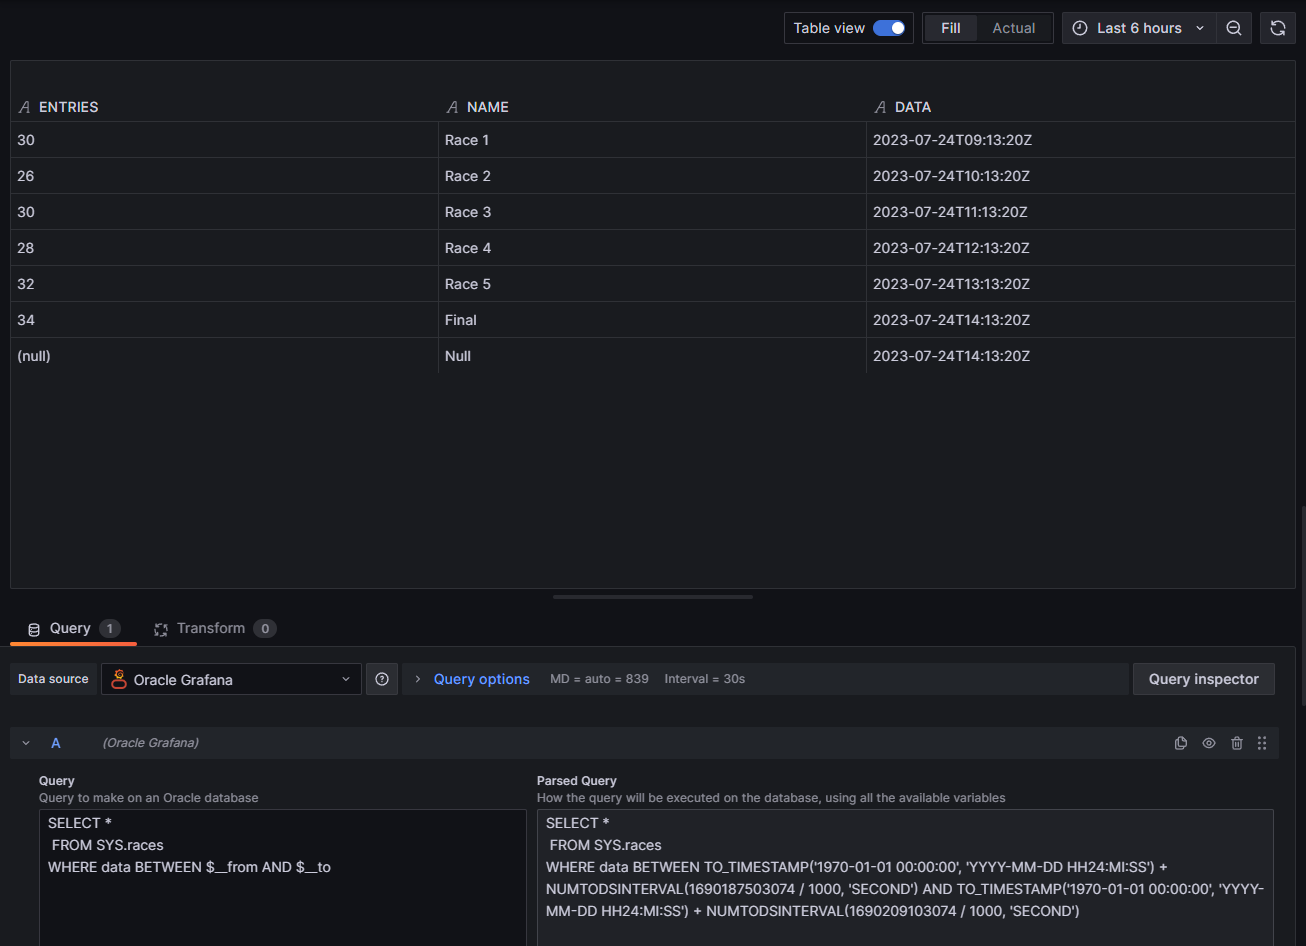 Table view Fill Actual Last 6 hours
ENTRIES NAME DATA
30 Race 1 2023-07-24T09:13:20Z
26 Race 2 2023-07-24T10:13:20Z
30 Race 3 2023-07-24T11:13:20Z
28 Race 4 2023-07-24T12:13:20Z
32 Race 5 2023-07-24T13:13:20Z
34 Final 2023-07-24T14:13:20Z
(null) Null 2023-07-24T14:13:20Z
Query 1 Transform 0
Data source Oracle Grafana Query options MD = auto = 839 Interval = 30s Query inspector
A (Oracle Grafana)
Query
Query to make on an Oracle database
SELECT *
FROM SYS.races
WHERE data BETWEEN $__from AND $__to
Parsed Query
How the query will be executed on the database, using all the available variables
SELECT *
FROM SYS.races
WHERE data BETWEEN TO_TIMESTAMP('1970-01-01 00:00:00', 'YYYY-MM-DD HH24:MI:SS') +
NUMTODSINTERVAL(1690187503074 / 1000, 'SECOND') AND TO_TIMESTAMP('1970-01-01 00:00:00', 'YYYY-
MM-DD HH24:MI:SS') + NUMTODSINTERVAL(1690209103074 / 1000, 'SECOND')